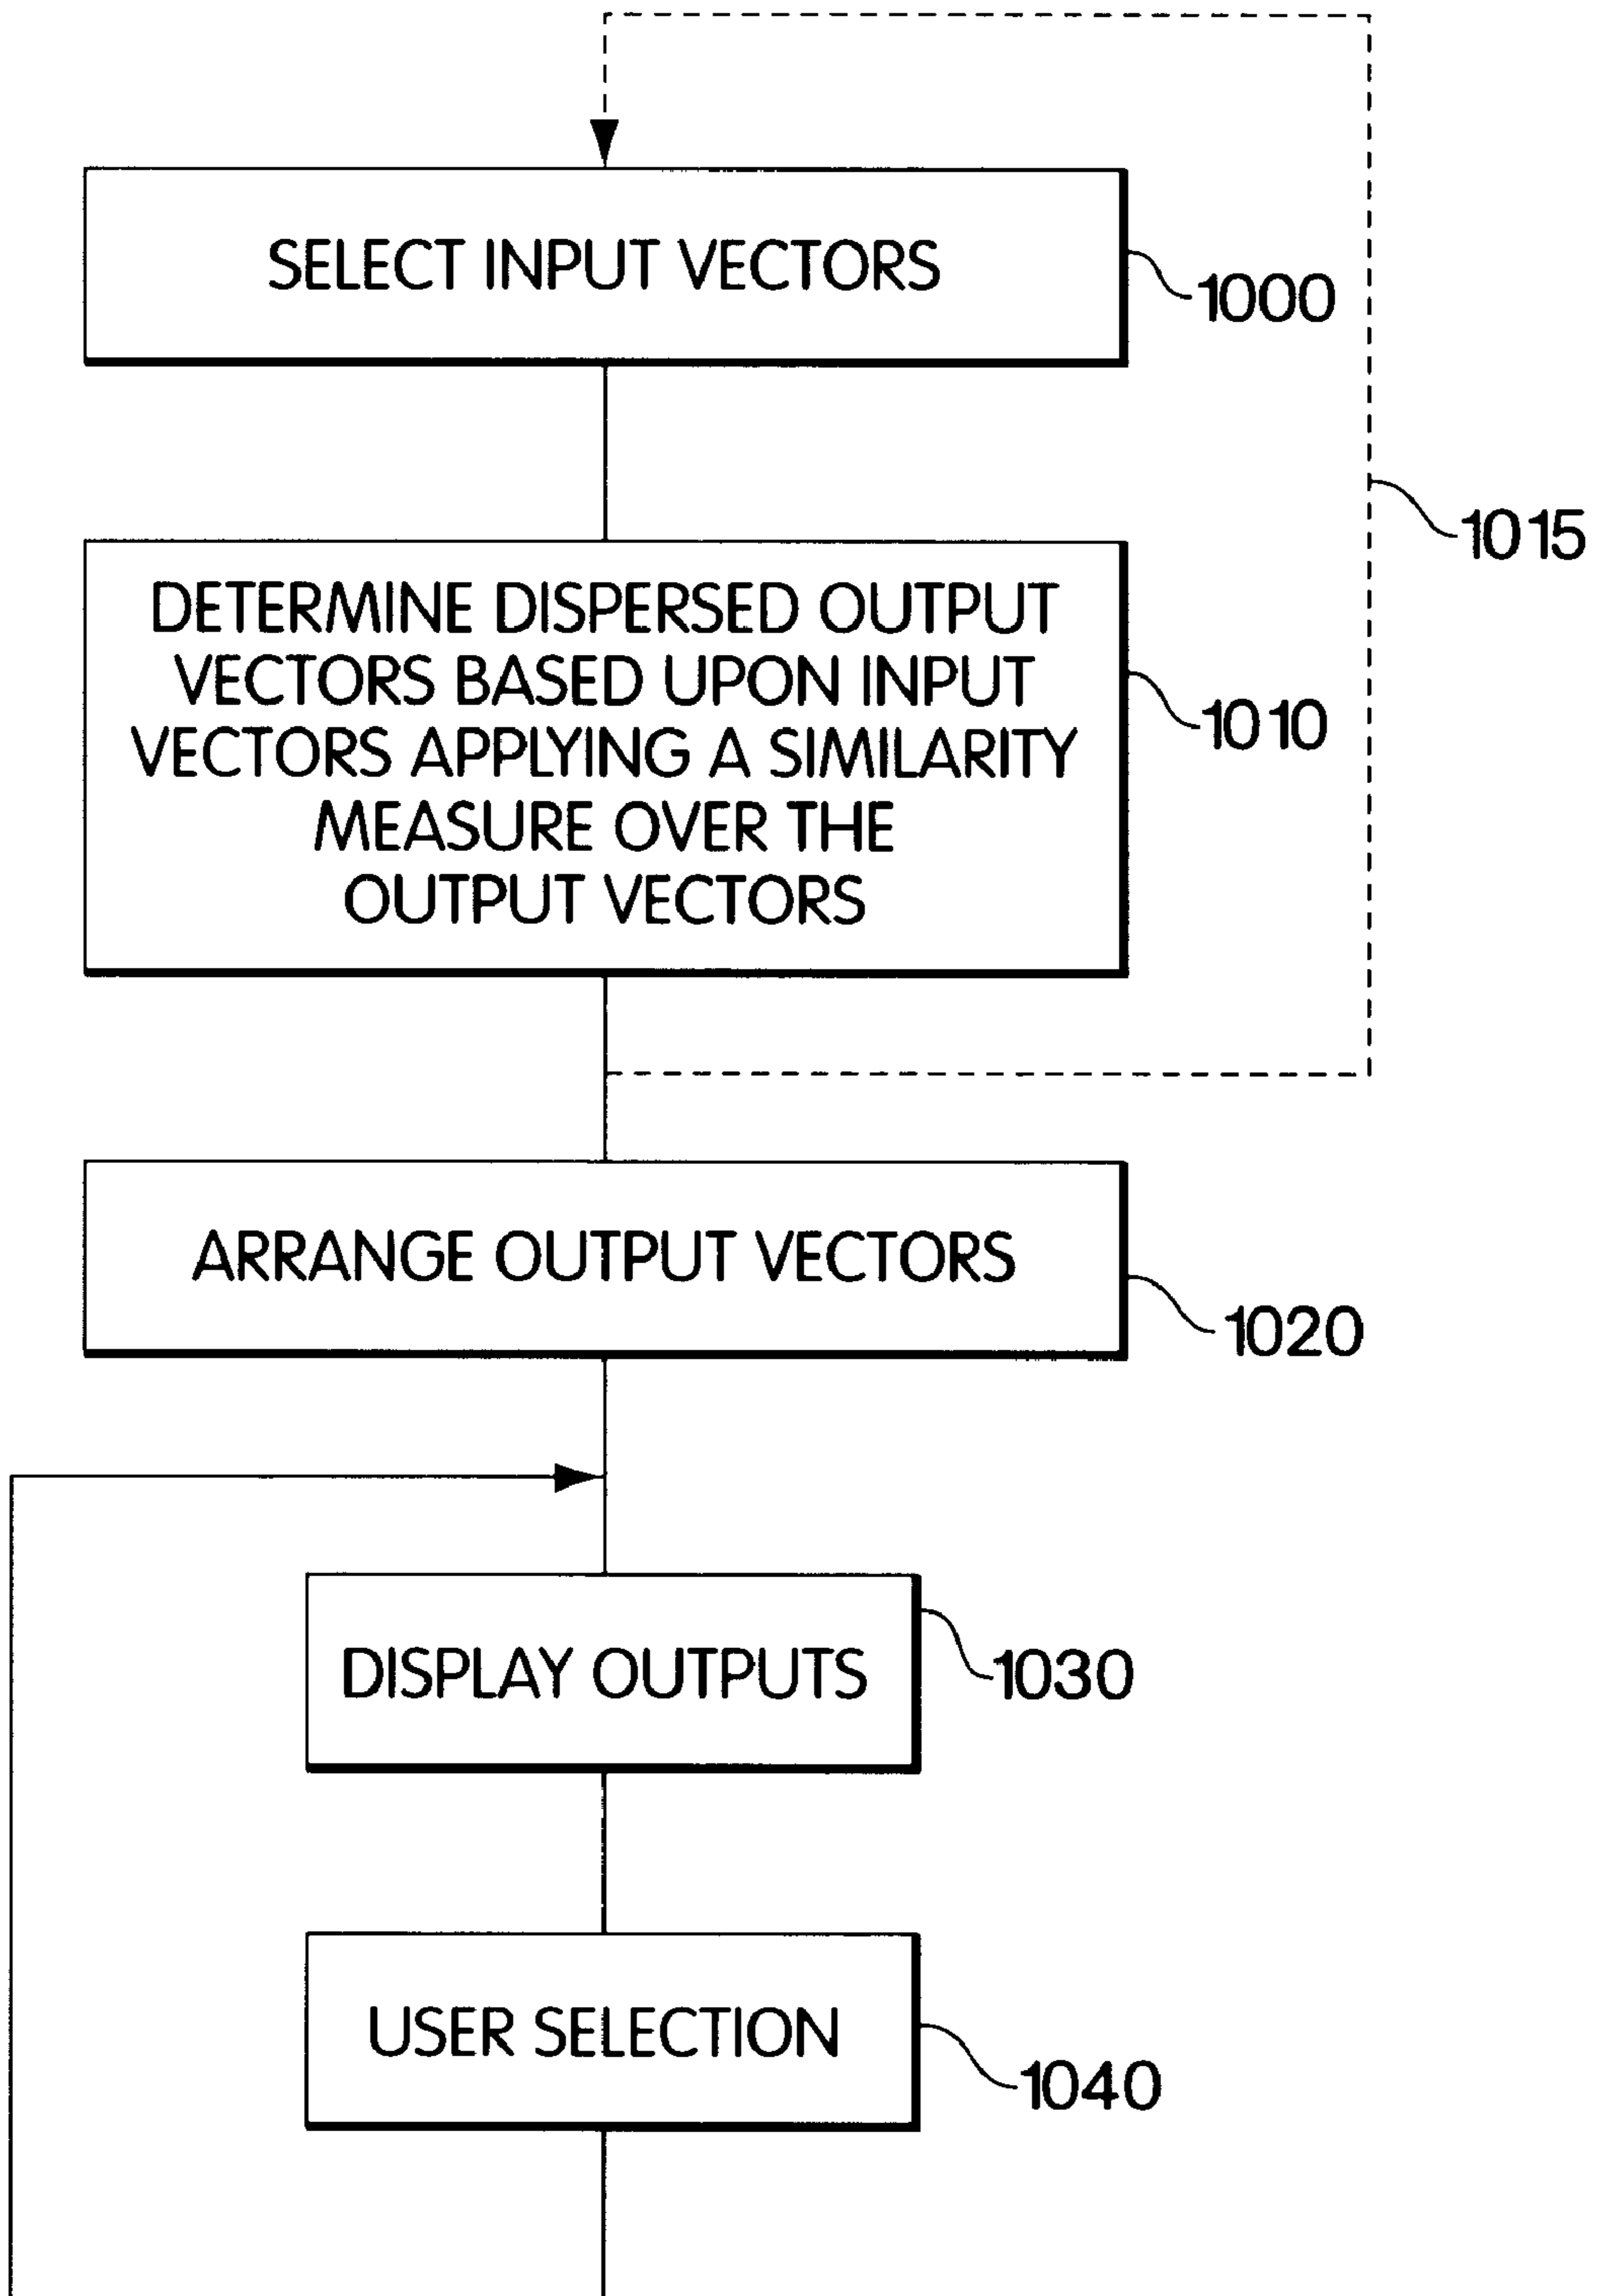 SELECT INPUT VECTORS
1000
1015
DETERMINE DISPERSED OUTPUT
VECTORS BASED UPON INPUT
VECTORS APPLYING A SIMILARITY
MEASURE OVER THE
OUTPUT VECTORS
1010
ARRANGE OUTPUT VECTORS
1020
DISPLAY OUTPUTS
1030
USER SELECTION
1040